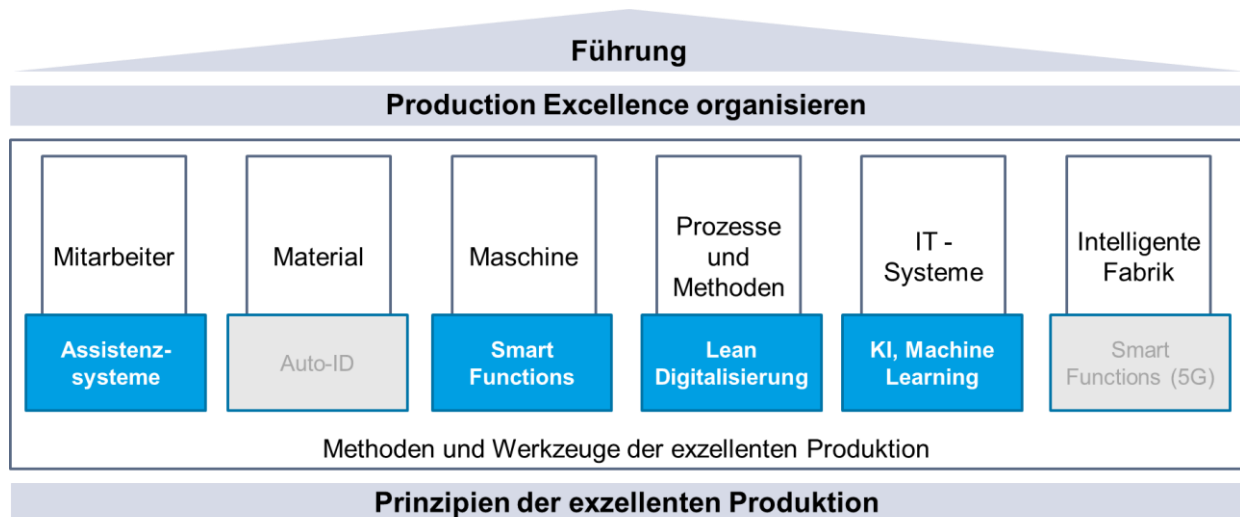 Führung
Production Excellence organisieren
Mitarbeiter
Material
Maschine
Prozesse
und
Methoden
IT -
Systeme
Intelligente
Fabrik
Assistenz-
systeme
Auto-ID
Smart
Functions
Lean
Digitalisierung
KI, Machine
Learning
Smart
Functions (5G)
Methoden und Werkzeuge der exzellenten Produktion
Prinzipien der exzellenten Produktion